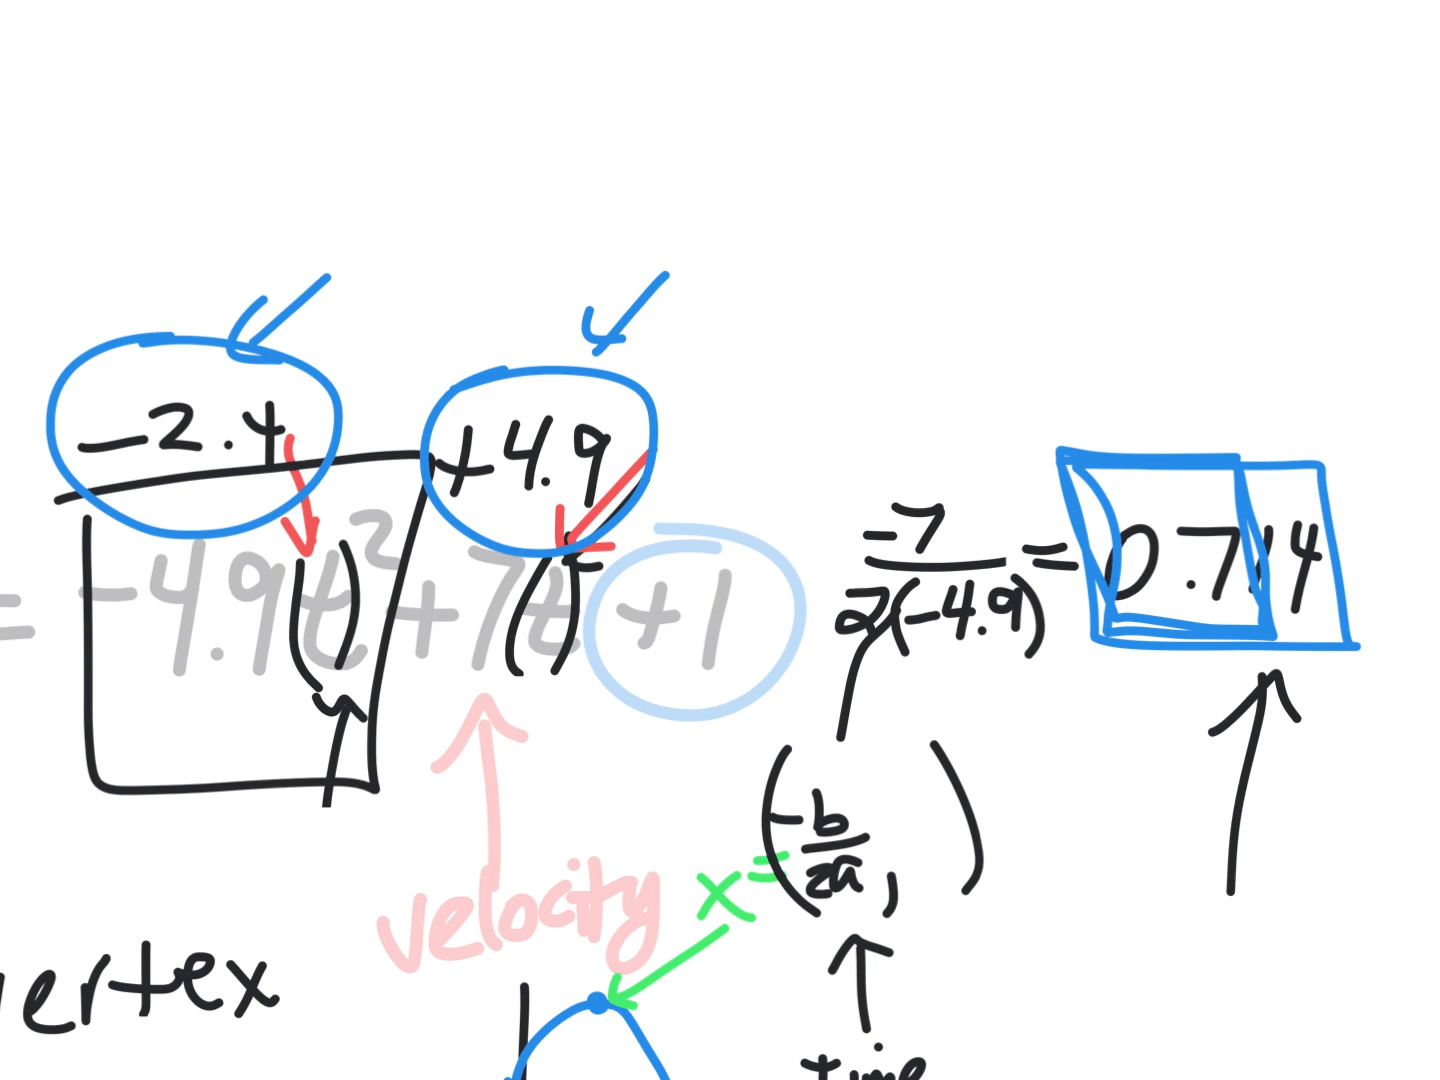 -2.4 +4.9
= -4.9t² + 7t + 1
( ) ( )
-7/2(-4.9) = 0.714
velocity
x = (-b/2a, )
vertex
time